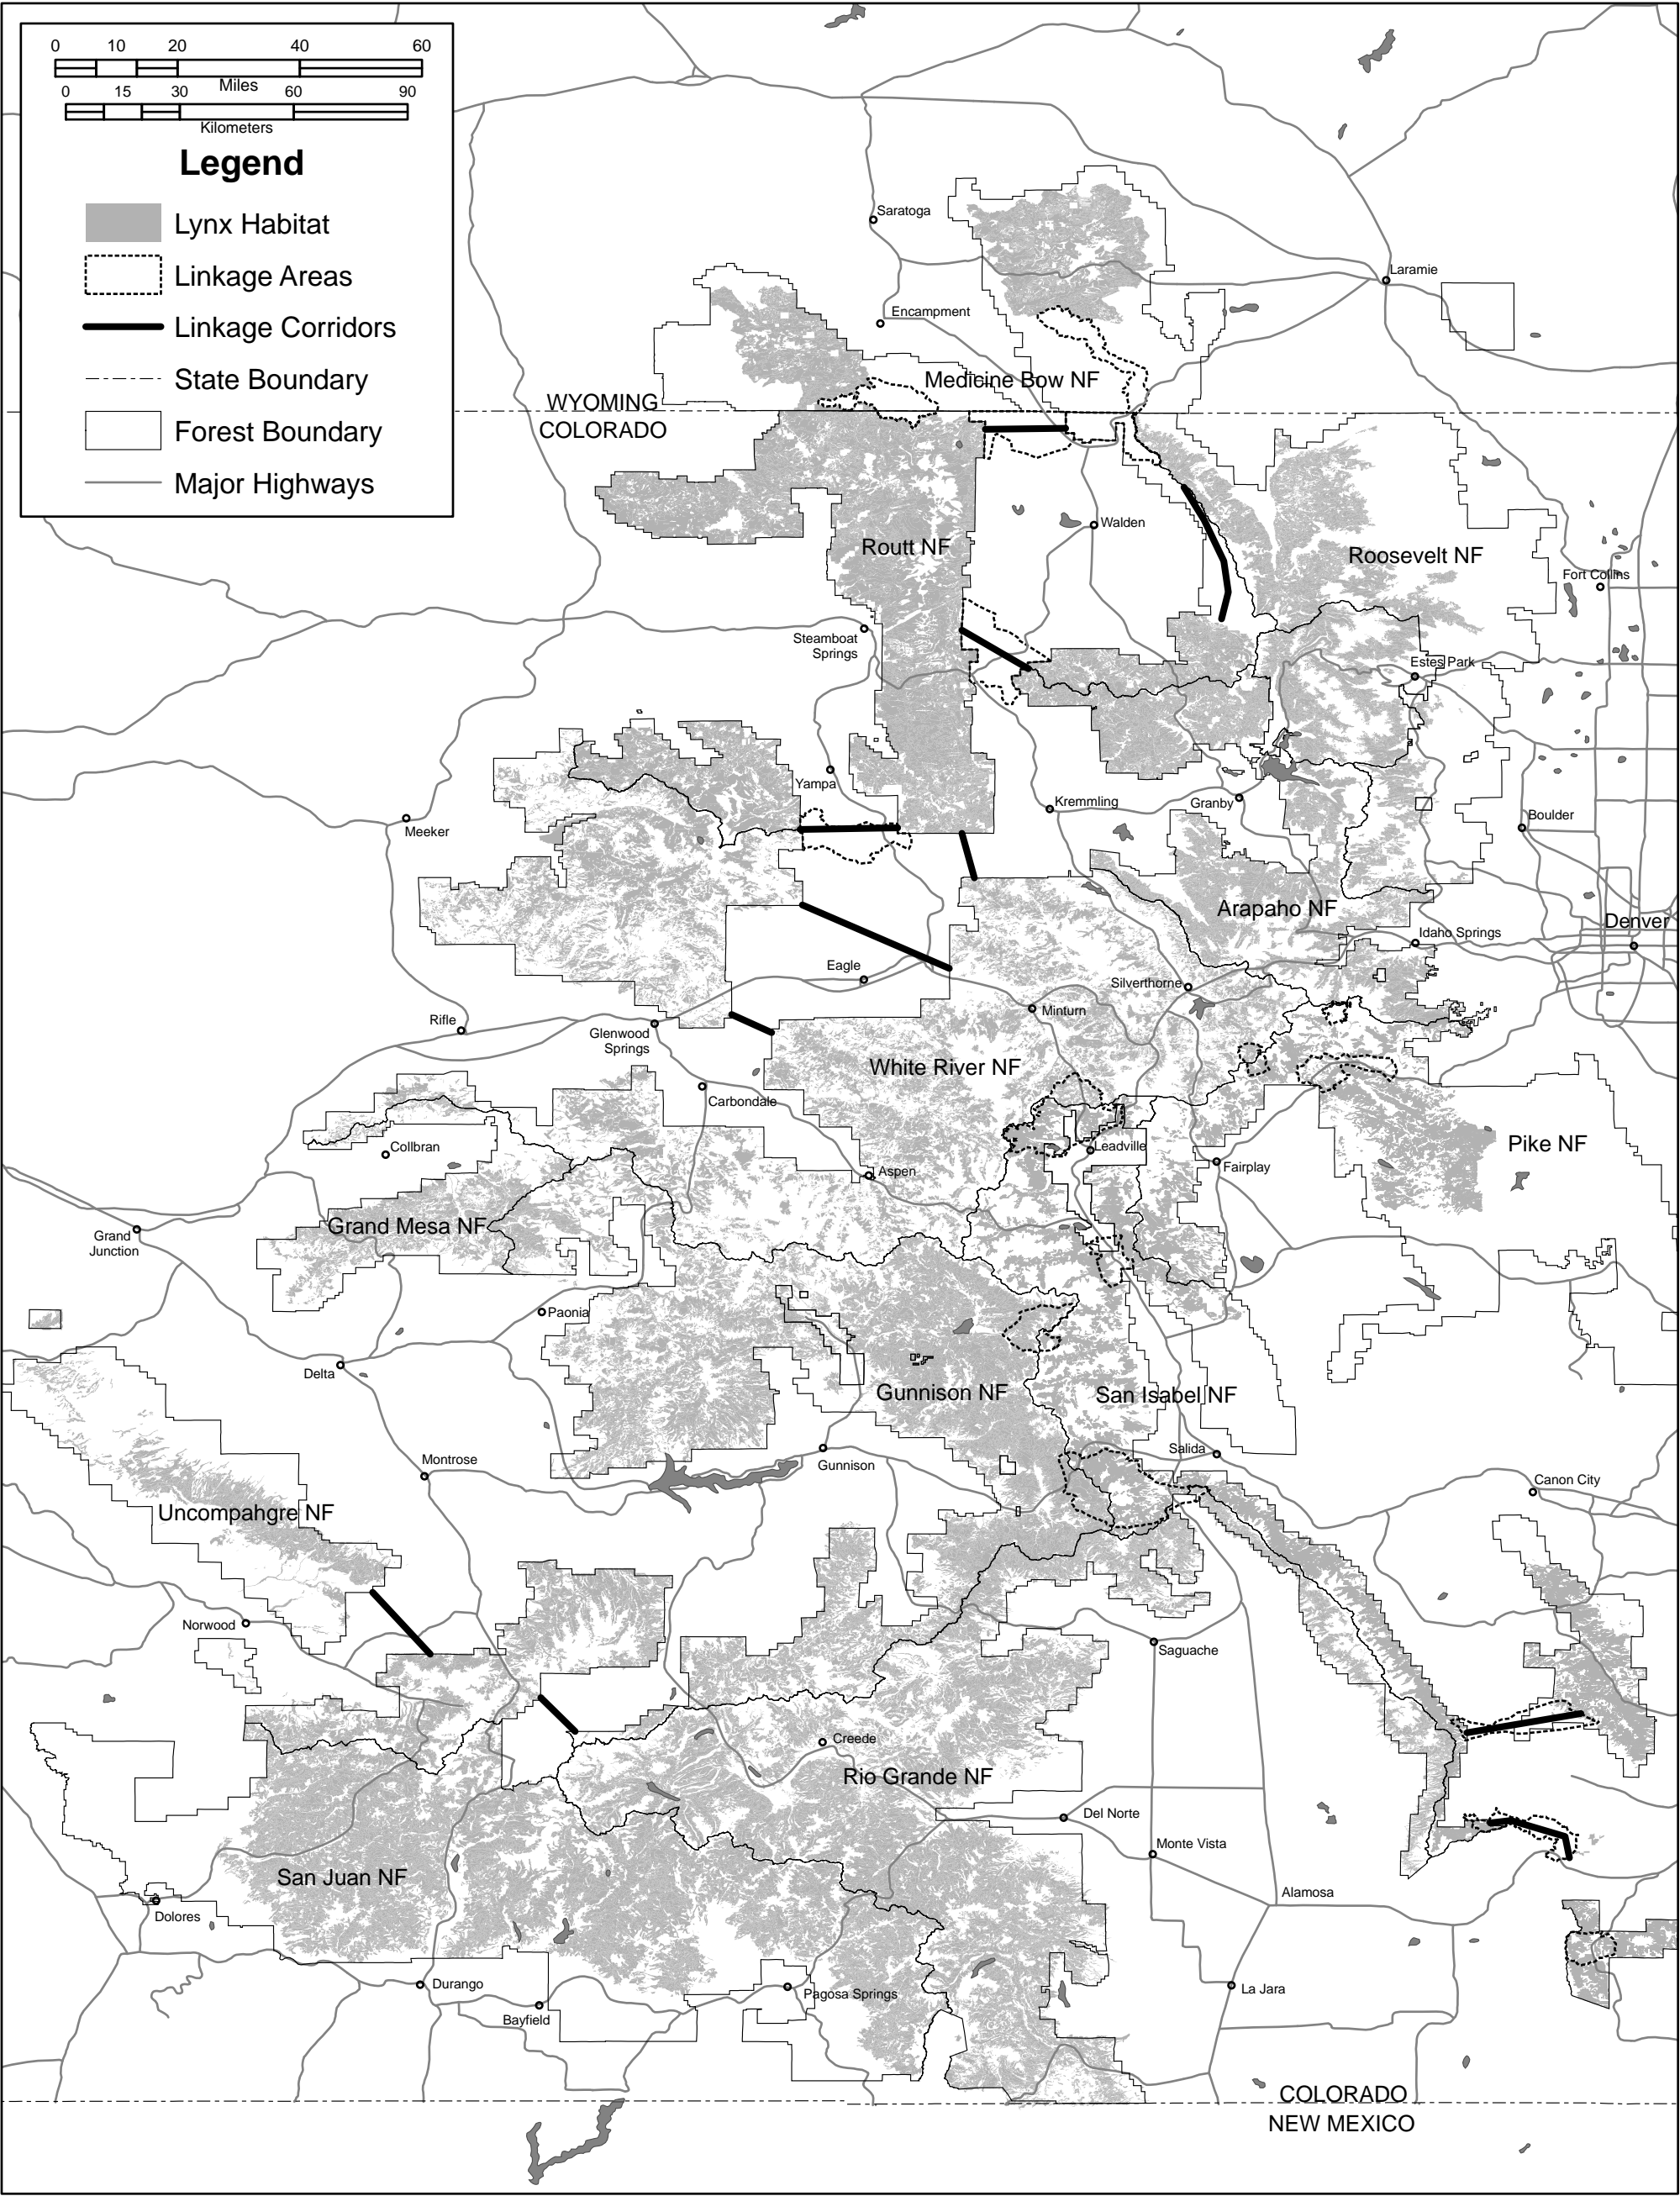 0 10 20 40 60
Miles
0 15 30 60 90
Kilometers
Legend
Lynx Habitat
Linkage Areas
Linkage Corridors
State Boundary
Forest Boundary
Major Highways
Saratoga
Laramie
Encampment
Medicine Bow NF
WYOMING
COLORADO
Walden
Routt NF
Roosevelt NF
Fort Collins
Steamboat
Springs
Estes Park
Yampa
Kremmling
Granby
Meeker
Boulder
Arapaho NF
Denver
Idaho Springs
Eagle
Silverthorne
Minturn
Rifle
Glenwood
Springs
White River NF
Carbondale
Collbran
Leadville
Pike NF
Fairplay
Aspen
Grand Mesa NF
Grand
Junction
Paonia
Delta
Gunnison NF
San Isabel NF
Salida
Montrose
Gunnison
Canon City
Uncompahgre NF
Norwood
Saguache
Creede
Rio Grande NF
Del Norte
Monte Vista
San Juan NF
Alamosa
Dolores
Durango
La Jara
Pagosa Springs
Bayfield
COLORADO
NEW MEXICO